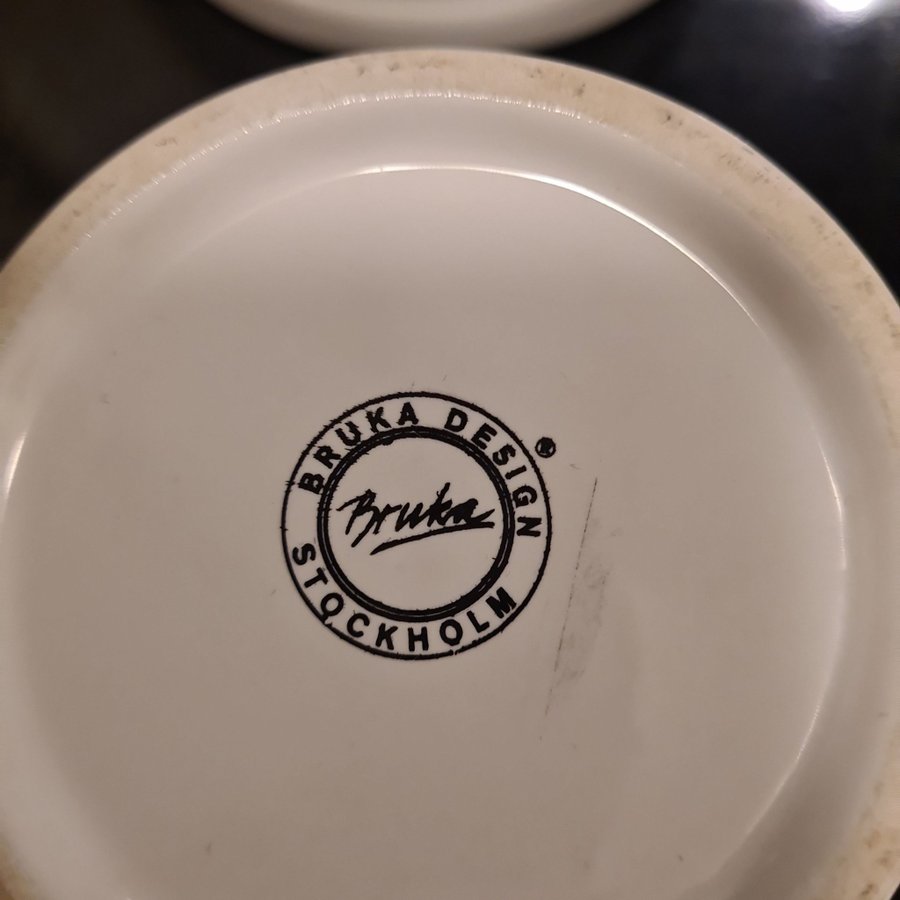 BRUKA DESIGN
®
Bruka
STOCKHOLM